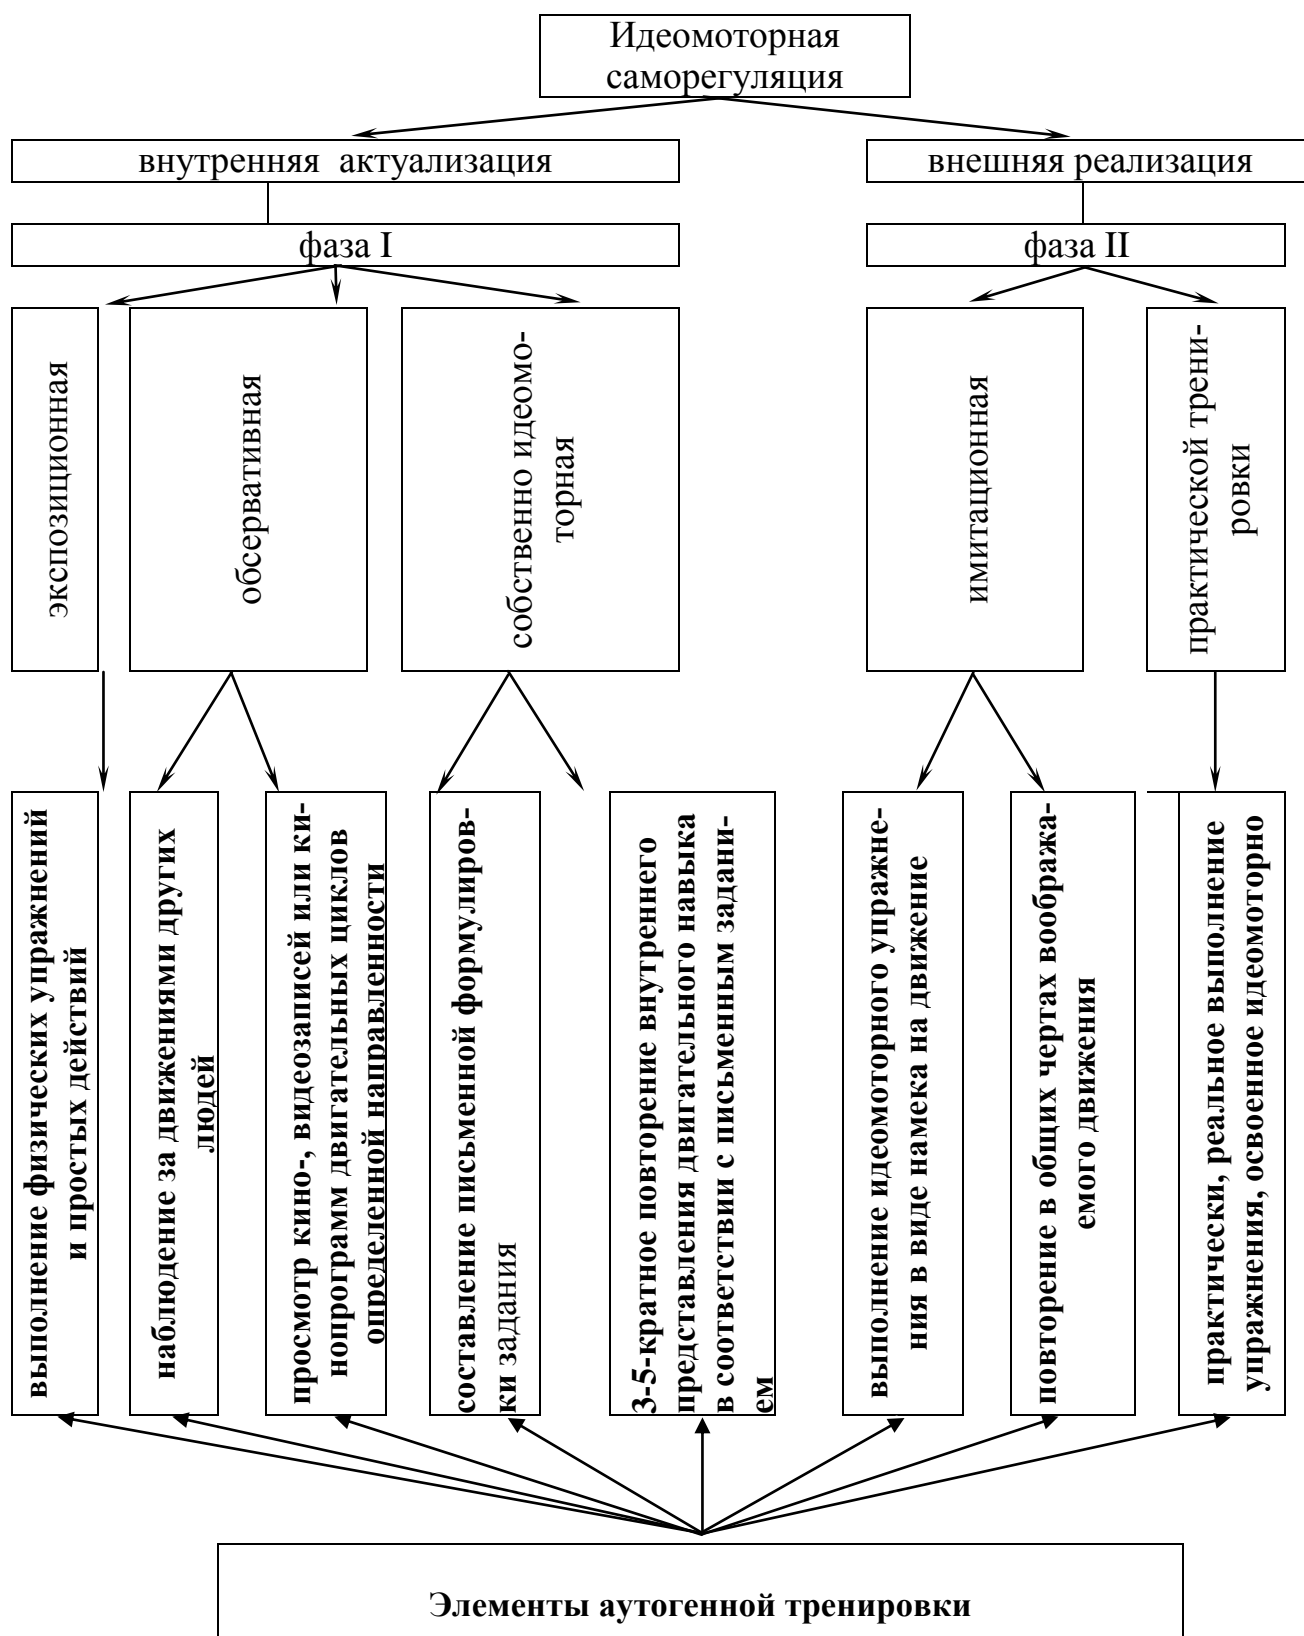 Идеомоторная
саморегуляция
внутренняя актуализация
внешняя реализация
фаза I
фаза II
экспозиционная
обсервативная
собственно идеомо-
торная
имитационная
практической трени-
ровки
выполнение физических упражнений
и простых действий
наблюдение за движениями других
людей
просмотр кино-, видеозаписей или ки-
нопрограмм двигательных циклов
определенной направленности
составление письменной формулиров-
ки задания
3-5-кратное повторение внутреннего
представления двигательного навыка
в соответствии с письменным задани-
ем
выполнение идеомоторного упражне-
ния в виде намека на движение
повторение в общих чертах вообража-
емого движения
практически, реальное выполнение
упражнения, освоенное идеомоторно
Элементы аутогенной тренировки